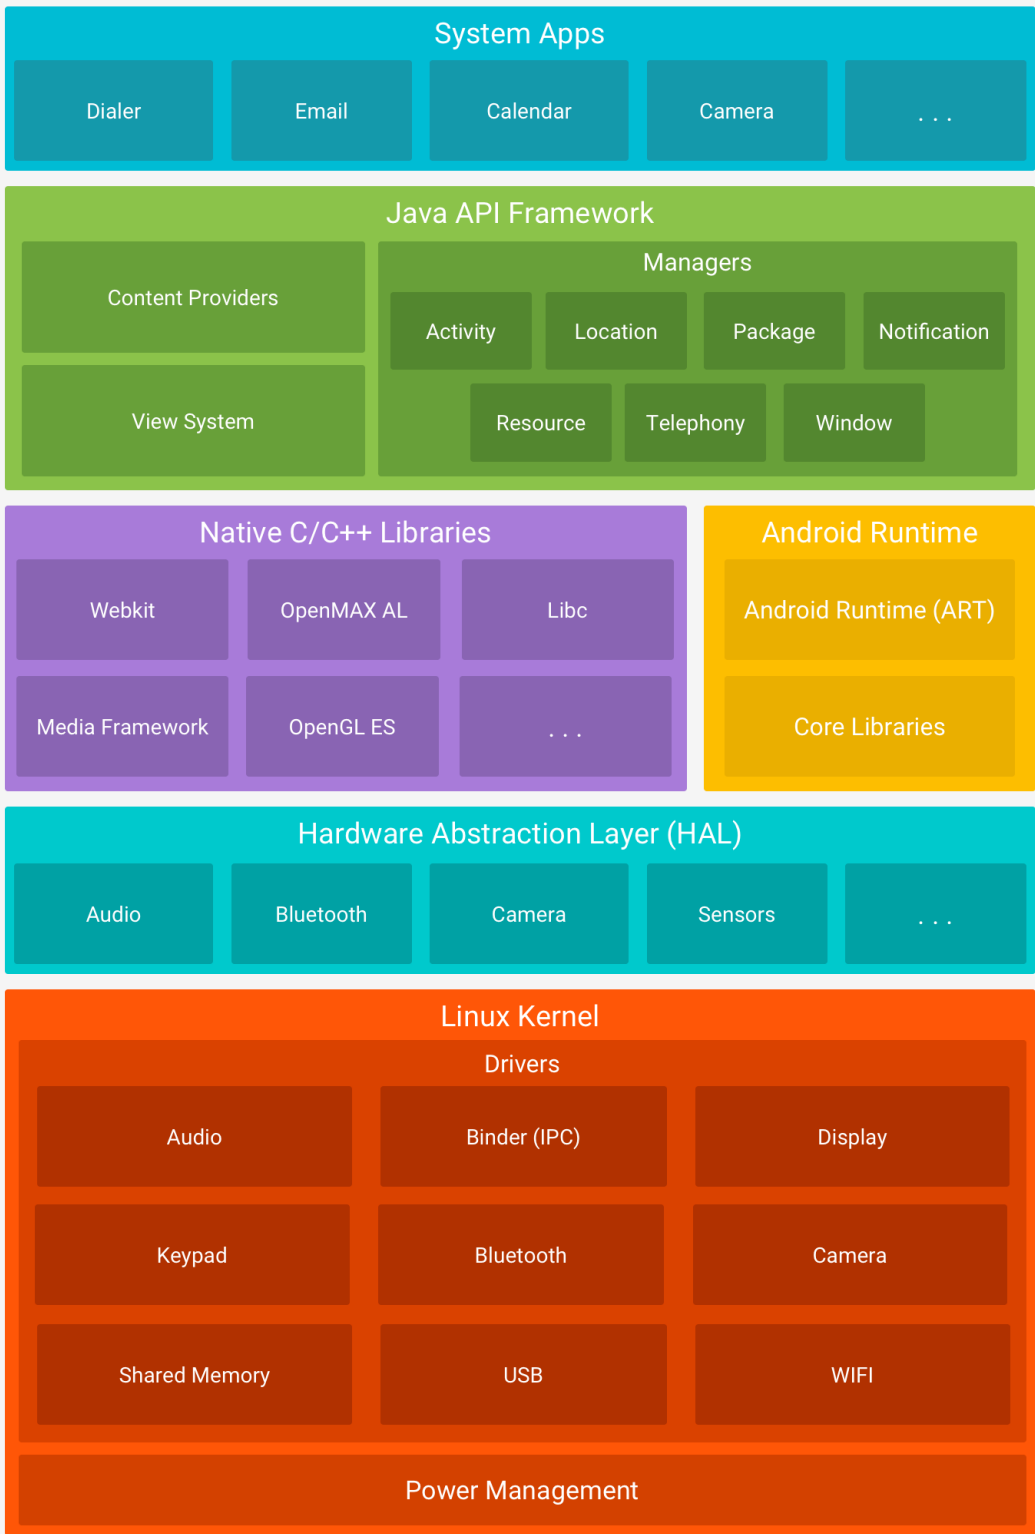 System Apps
Dialer
Email
Calendar
Camera
. . .
Java API Framework
Content Providers
View System
Managers
Activity
Location
Package
Notification
Resource
Telephony
Window
Native C/C++ Libraries
Webkit
OpenMAX AL
Libc
Media Framework
OpenGL ES
. . .
Android Runtime
Android Runtime (ART)
Core Libraries
Hardware Abstraction Layer (HAL)
Audio
Bluetooth
Camera
Sensors
. . .
Linux Kernel
Drivers
Audio
Binder (IPC)
Display
Keypad
Bluetooth
Camera
Shared Memory
USB
WIFI
Power Management